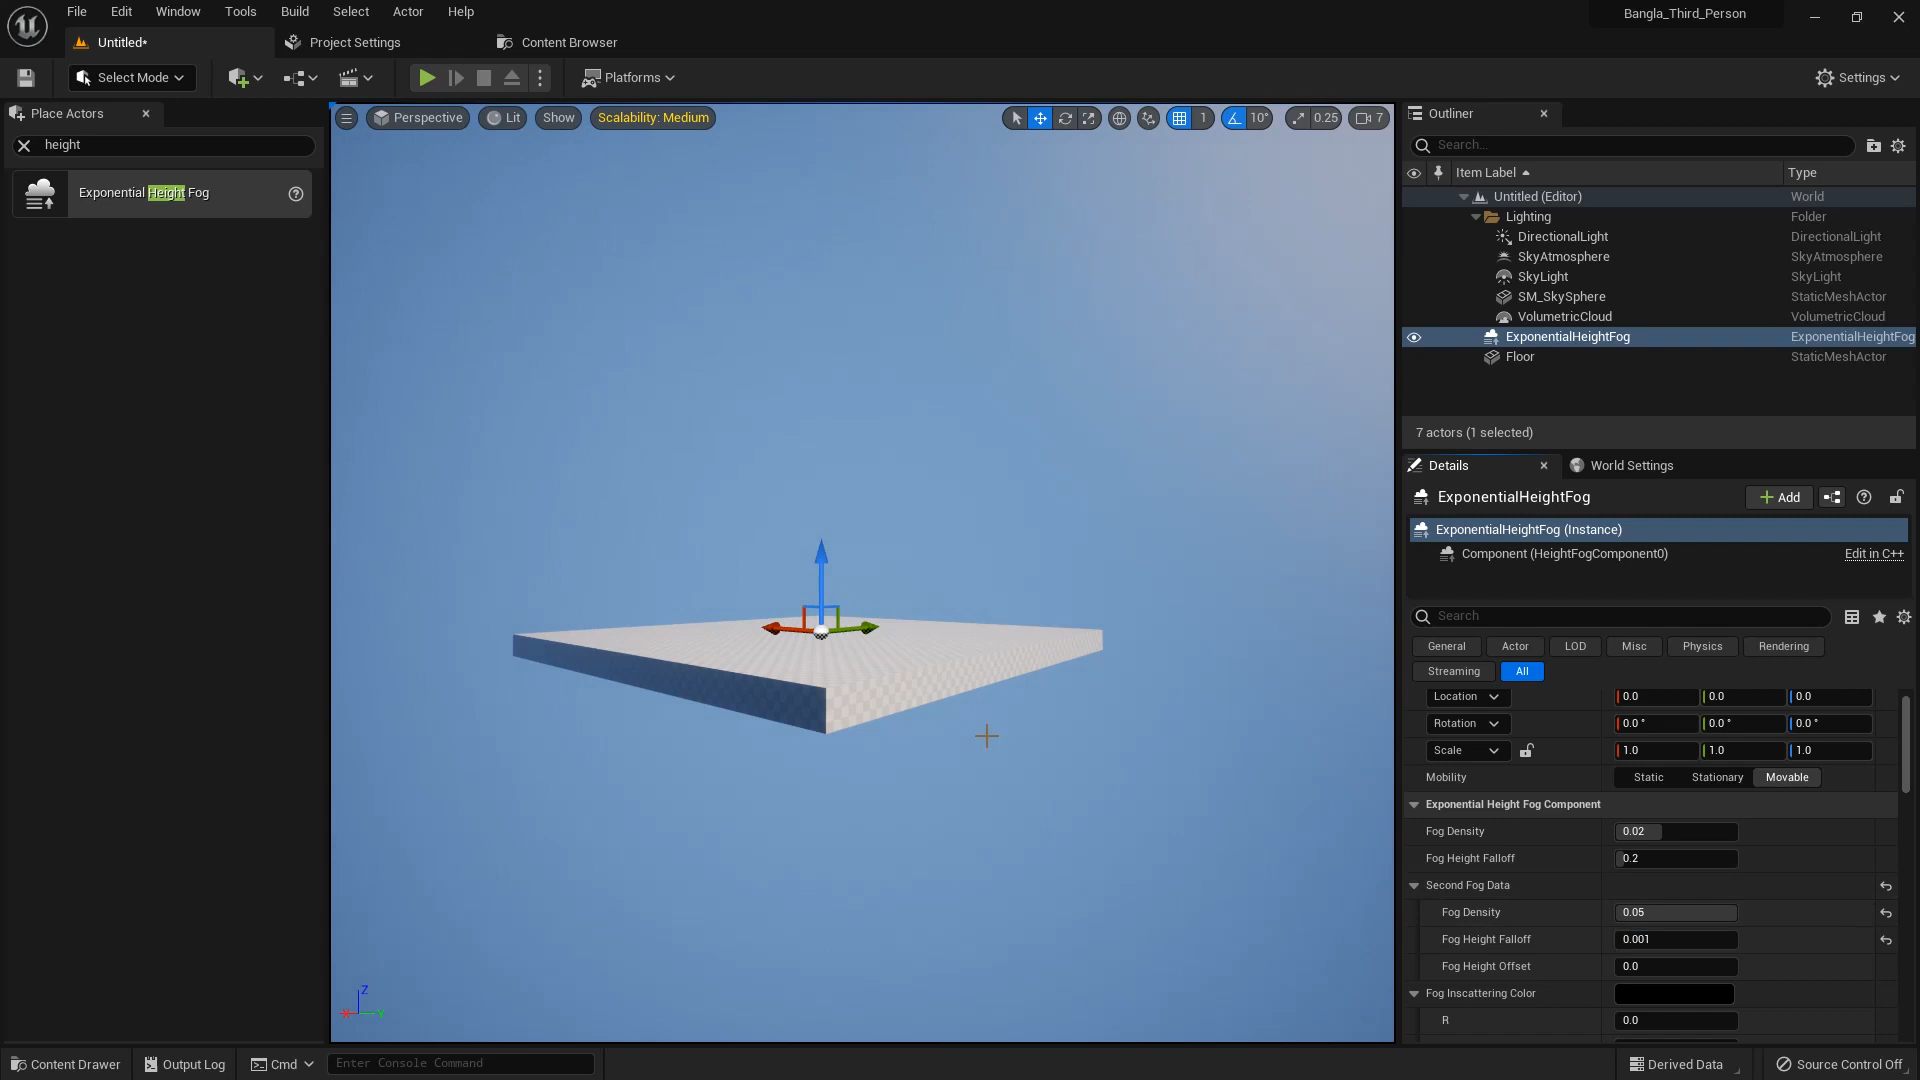 File Edit Window Tools Build Select Actor Help
Bangla_Third_Person
Untitled*
Project Settings
Content Browser
Select Mode
Platforms
Settings
Place Actors
height
Exponential Height Fog
Perspective
Lit
Show
Scalability: Medium
1
10°
0.25
7
Z
X
Y
Outliner
Search...
Item Label
Type
Untitled (Editor) World
Lighting Folder
DirectionalLight DirectionalLight
SkyAtmosphere SkyAtmosphere
SkyLight SkyLight
SM_SkySphere StaticMeshActor
VolumetricCloud VolumetricCloud
ExponentialHeightFog ExponentialHeightFog
Floor StaticMeshActor
7 actors (1 selected)
Details
World Settings
ExponentialHeightFog
Add
ExponentialHeightFog (Instance)
Component (HeightFogComponent0) Edit in C++
Search
General Actor LOD Misc Physics Rendering
Streaming All
Location 0.0 0.0 0.0
Rotation 0.0 ° 0.0 ° 0.0 °
Scale 1.0 1.0 1.0
Mobility Static Stationary Movable
Exponential Height Fog Component
Fog Density 0.02
Fog Height Falloff 0.2
Second Fog Data
Fog Density 0.05
Fog Height Falloff 0.001
Fog Height Offset 0.0
Fog Inscattering Color
R 0.0
Content Drawer
Output Log
Cmd
Enter Console Command
Derived Data
Source Control Off